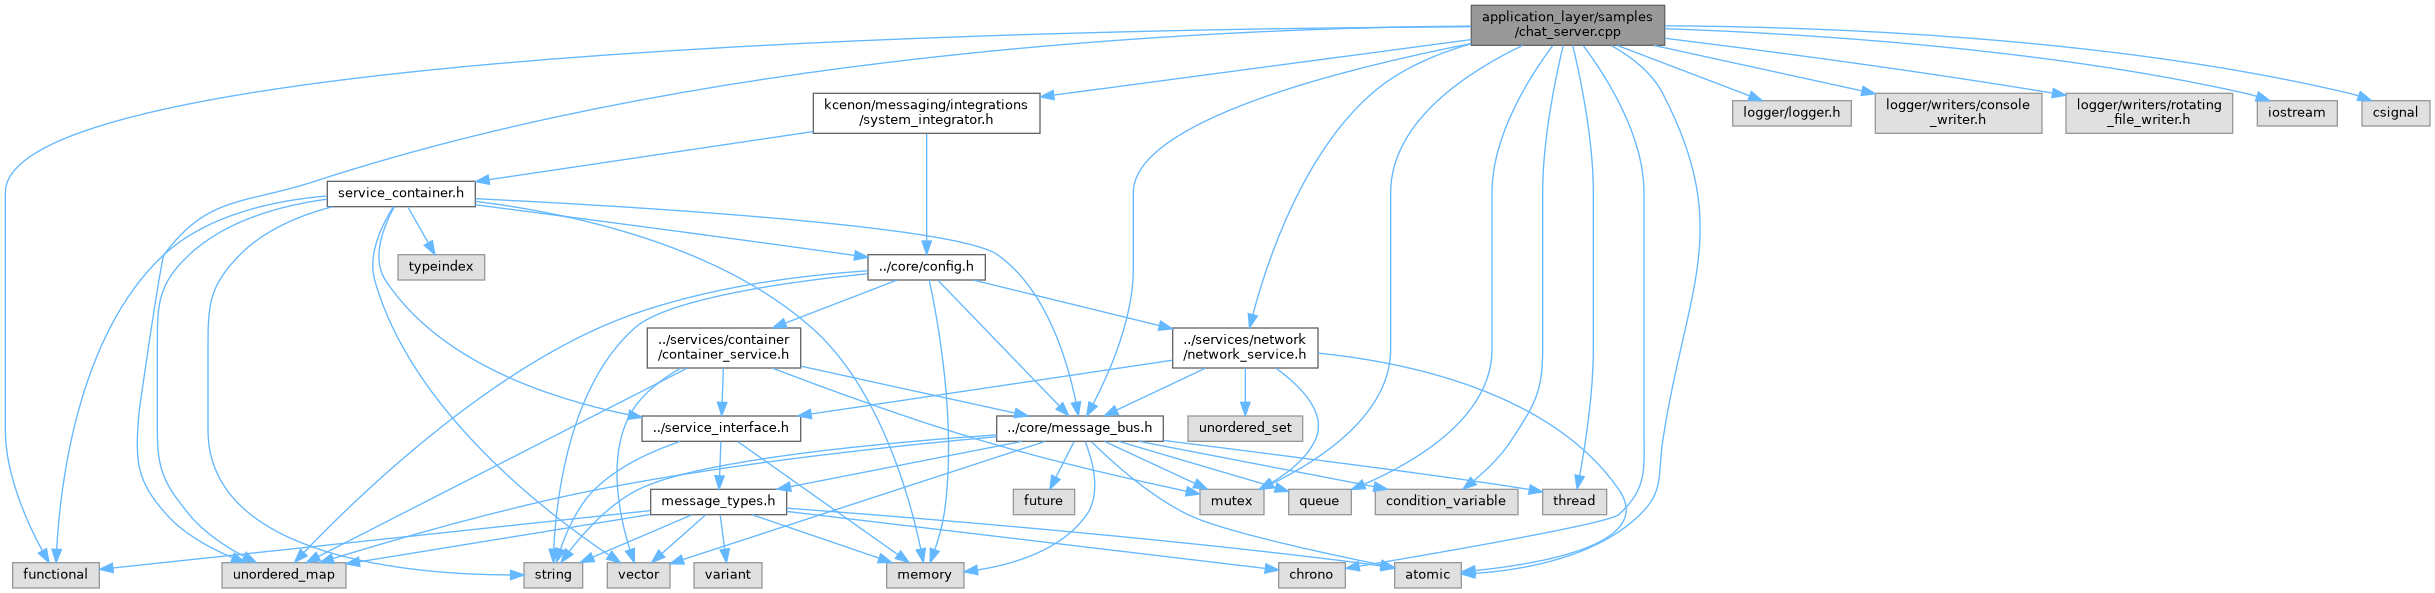 application_layer/samples
/chat_server.cpp
kcenon/messaging/integrations
/system_integrator.h
logger/logger.h
logger/writers/console
_writer.h
logger/writers/rotating
_file_writer.h
iostream
csignal
service_container.h
typeindex
../core/config.h
../services/container
/container_service.h
../services/network
/network_service.h
../service_interface.h
../core/message_bus.h
unordered_set
message_types.h
future
mutex
queue
condition_variable
thread
functional
unordered_map
string
vector
variant
memory
chrono
atomic